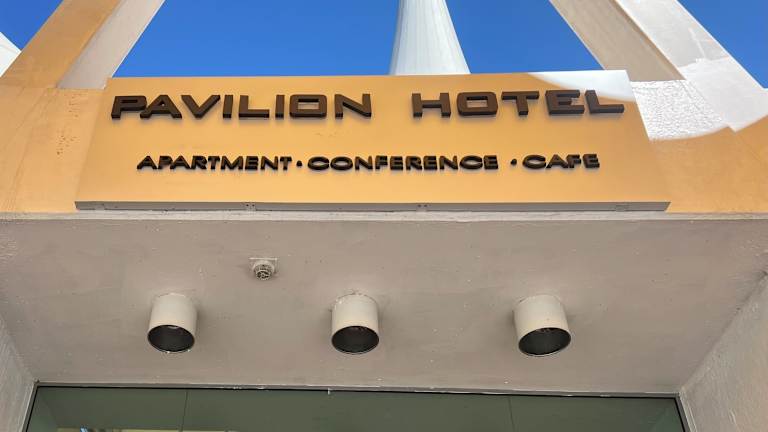 PAVILION HOTEL
APARTMENT · CONFERENCE · CAFE